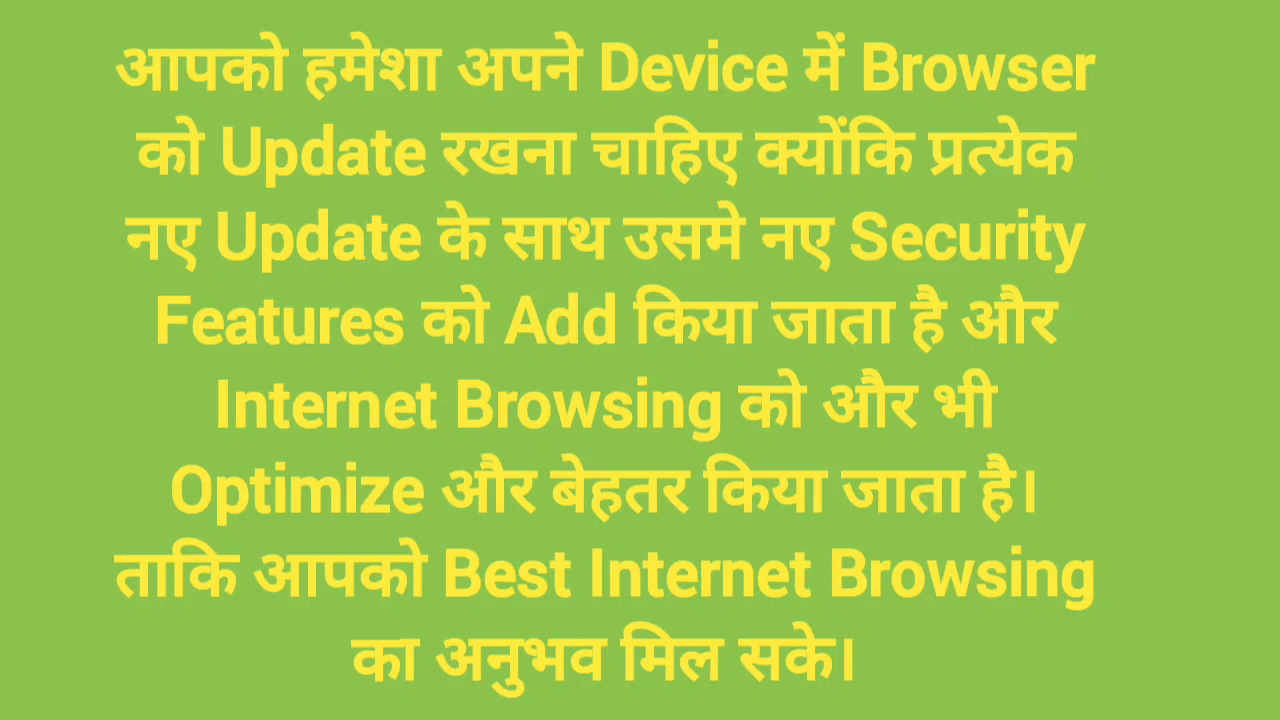 आपको हमेशा अपने Device में Browser
को Update रखना चाहिए क्योंकि प्रत्येक
नए Update के साथ उसमे नए Security
Features को Add किया जाता है और
Internet Browsing को और भी
Optimize और बेहतर किया जाता है।
ताकि आपको Best Internet Browsing
का अनुभव मिल सके।